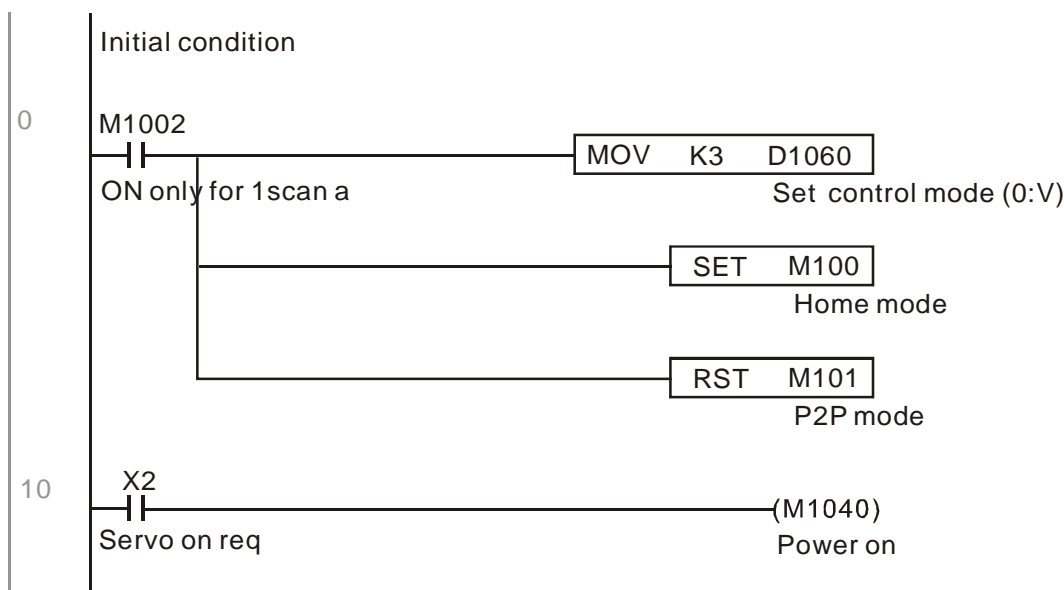 Initial condition
0
M1002
MOV K3 D1060
ON only for 1scan a
Set control mode (0:V)
SET M100
Home mode
RST M101
P2P mode
10
X2
(M1040)
Servo on req
Power on